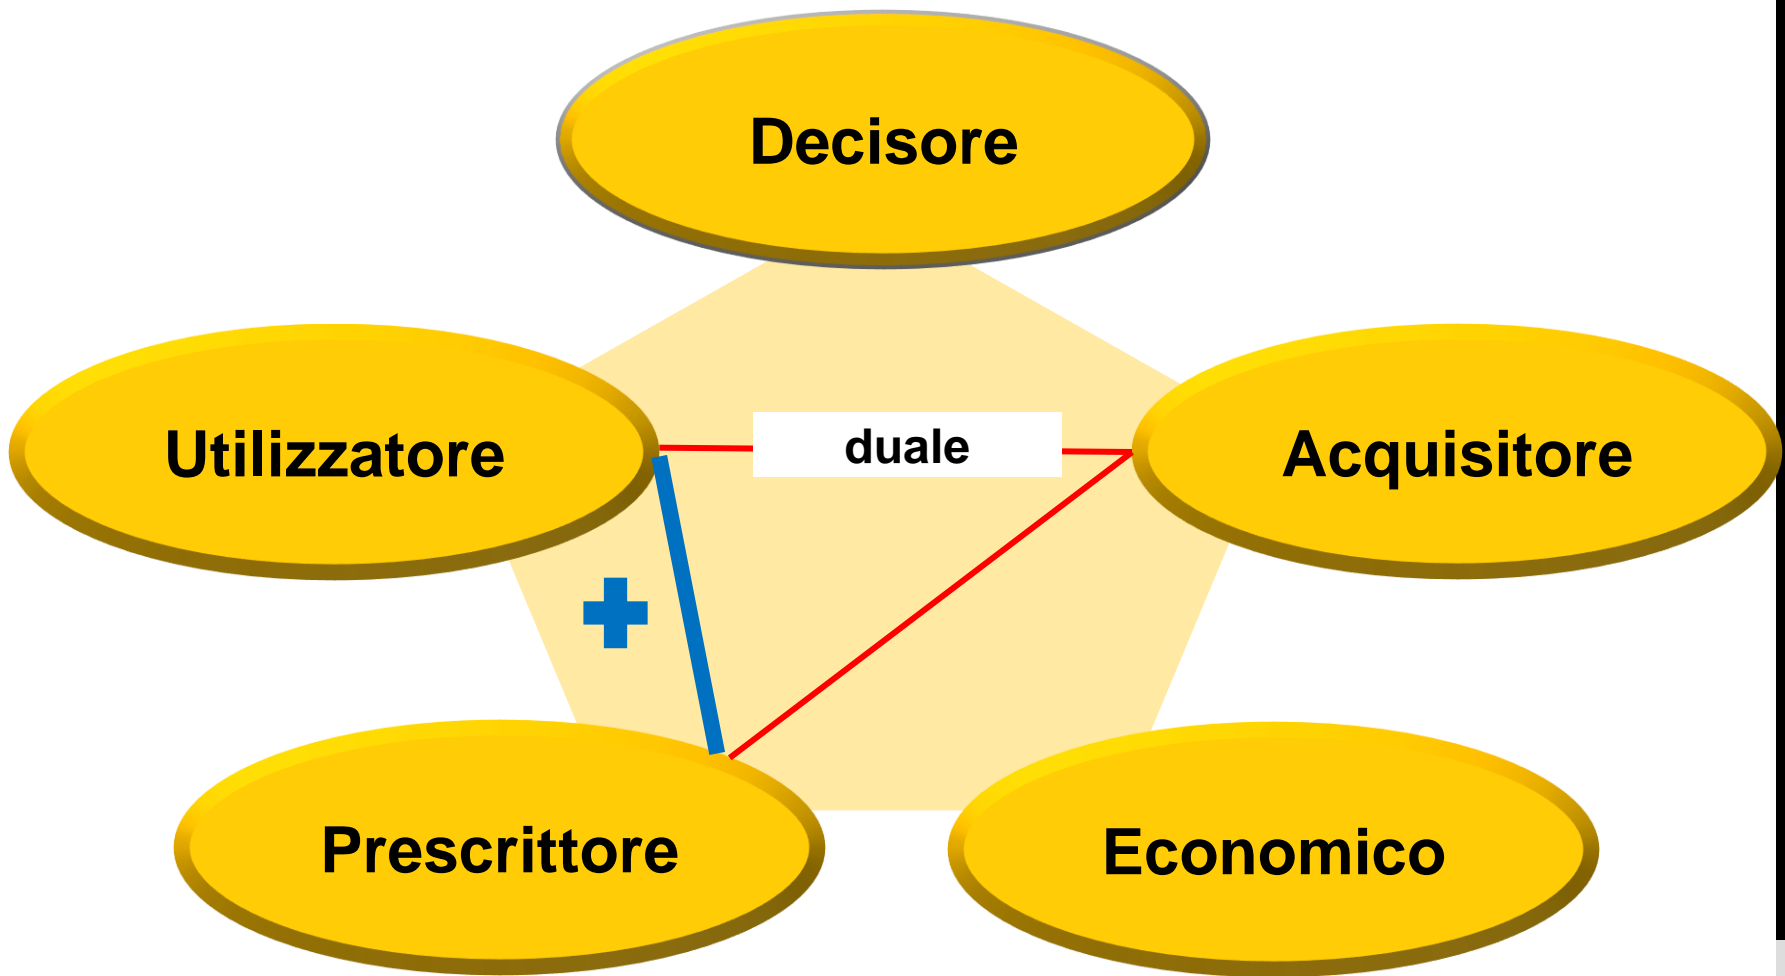 Decisore
Utilizzatore
duale
Acquisitore
Prescrittore
Economico